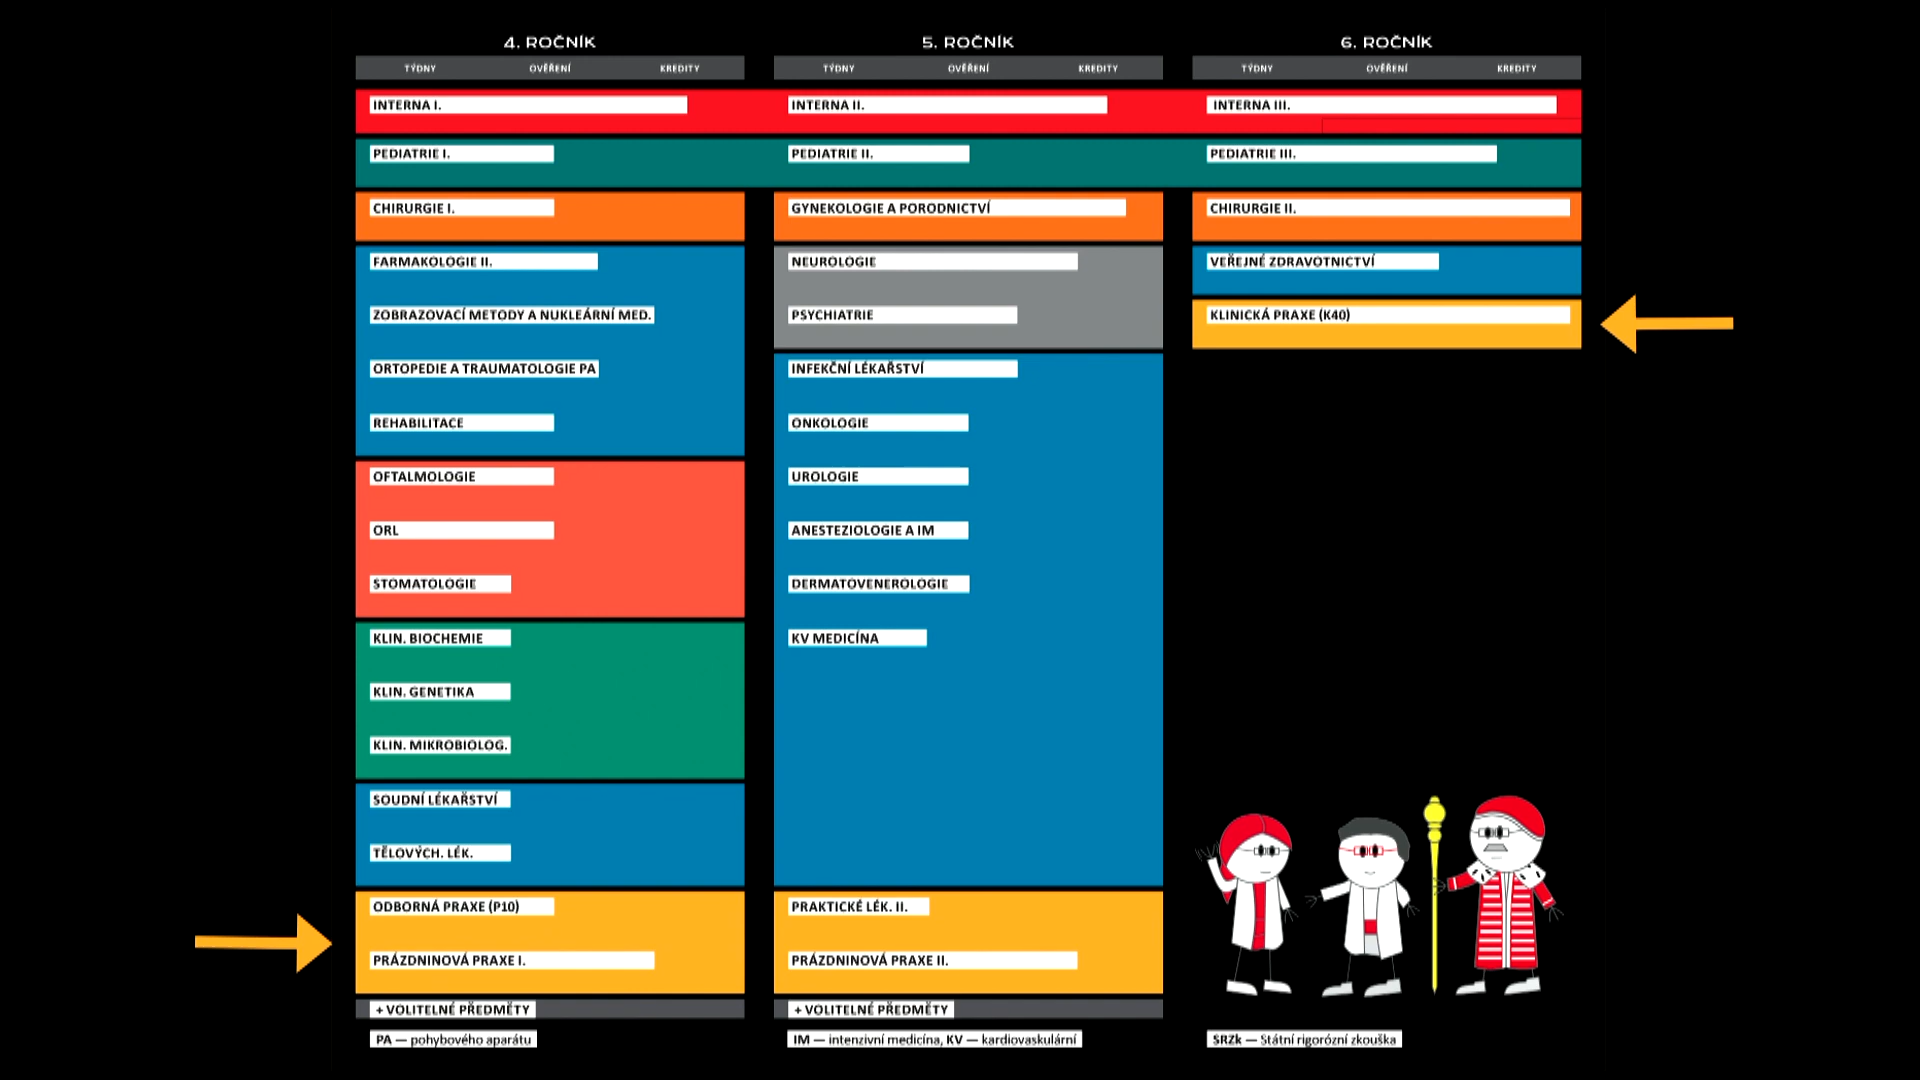 4. ROČNÍK
TÝDNY OVĚŘENÍ KREDITY
INTERNA I.
PEDIATRIE I.
CHIRURGIE I.
FARMAKOLOGIE II.
ZOBRAZOVACÍ METODY A NUKLEÁRNÍ MED.
ORTOPEDIE A TRAUMATOLOGIE PA
REHABILITACE
OFTALMOLOGIE
ORL
STOMATOLOGIE
KLIN. BIOCHEMIE
KLIN. GENETIKA
KLIN. MIKROBIOLOG.
SOUDNÍ LÉKAŘSTVÍ
TĚLOVÝCH. LÉK.
ODBORNÁ PRAXE (P10)
PRÁZDNINOVÁ PRAXE I.
+ VOLITELNÉ PŘEDMĚTY
PA — pohybového aparátu
5. ROČNÍK
TÝDNY OVĚŘENÍ KREDITY
INTERNA II.
PEDIATRIE II.
GYNEKOLOGIE A PORODNICTVÍ
NEUROLOGIE
PSYCHIATRIE
INFEKČNÍ LÉKAŘSTVÍ
ONKOLOGIE
UROLOGIE
ANESTEZIOLOGIE A IM
DERMATOVENEROLOGIE
KV MEDICÍNA
PRAKTICKÉ LÉK. II.
PRÁZDNINOVÁ PRAXE II.
+ VOLITELNÉ PŘEDMĚTY
IM — intenzivní medicína, KV — kardiovaskulární
6. ROČNÍK
TÝDNY OVĚŘENÍ KREDITY
INTERNA III.
PEDIATRIE III.
CHIRURGIE II.
VEŘEJNÉ ZDRAVOTNICTVÍ
KLINICKÁ PRAXE (K40)
SRZk — Státní rigorózní zkouška